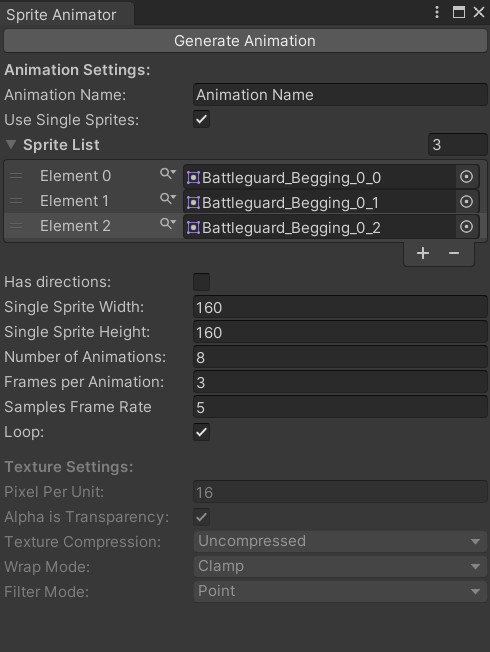 Sprite Animator
Generate Animation
Animation Settings:
Animation Name: Animation Name
Use Single Sprites:
Sprite List 3
Element 0 Battleguard_Begging_0_0
Element 1 Battleguard_Begging_0_1
Element 2 Battleguard_Begging_0_2
+ −
Has directions:
Single Sprite Width: 160
Single Sprite Height: 160
Number of Animations: 8
Frames per Animation: 3
Samples Frame Rate 5
Loop:
Texture Settings:
Pixel Per Unit: 16
Alpha is Transparency:
Texture Compression: Uncompressed
Wrap Mode: Clamp
Filter Mode: Point